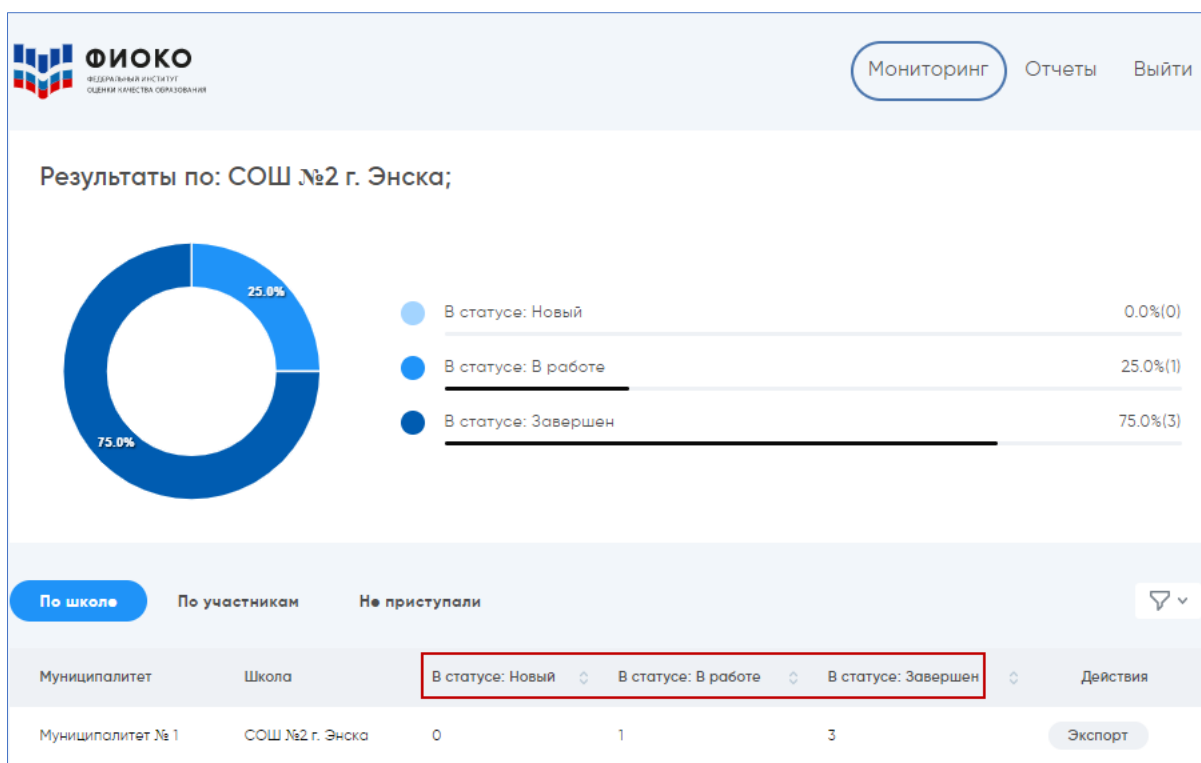 ФИОКО
ФЕДЕРАЛЬНЫЙ ИНСТИТУТ
ОЦЕНКИ КАЧЕСТВА ОБРАЗОВАНИЯ
Мониторинг Отчеты Выйти
Результаты по: СОШ №2 г. Энска;
25.0%
75.0%
В статусе: Новый 0.0%(0)
В статусе: В работе 25.0%(1)
В статусе: Завершен 75.0%(3)
По школе По участникам Не приступали
Муниципалитет Школа В статусе: Новый В статусе: В работе В статусе: Завершен Действия
Муниципалитет № 1 СОШ №2 г. Энска 0 1 3 Экспорт